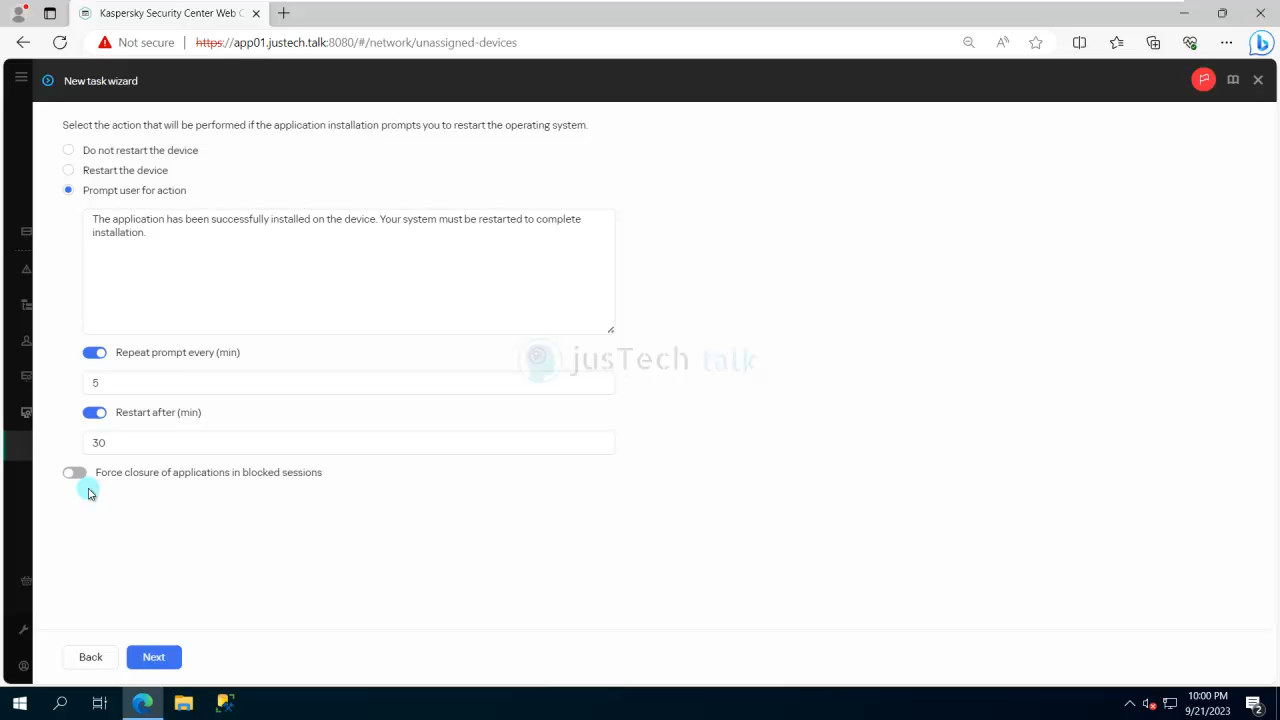 Kaspersky Security Center Web C
Not secure
https://app01.justech.talk:8080/#/network/unassigned-devices
New task wizard
Select the action that will be performed if the application installation prompts you to restart the operating system.
Do not restart the device
Restart the device
Prompt user for action
The application has been successfully installed on the device. Your system must be restarted to complete
installation.
Repeat prompt every (min)
jusTech talk
5
Restart after (min)
30
Force closure of applications in blocked sessions
Back
Next
10:00 PM
9/21/2023
2